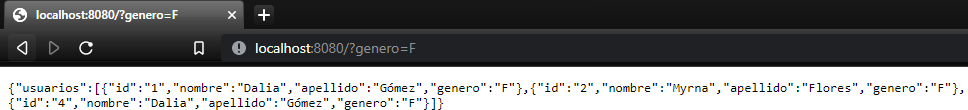 localhost:8080/?genero=F
localhost:8080/?genero=F
{"usuarios":[{"id":"1","nombre":"Dalia","apellido":"Gómez","genero":"F"},{"id":"2","nombre":"Myrna","apellido":"Flores","genero":"F"},
{"id":"4","nombre":"Dalia","apellido":"Gómez","genero":"F"}]}